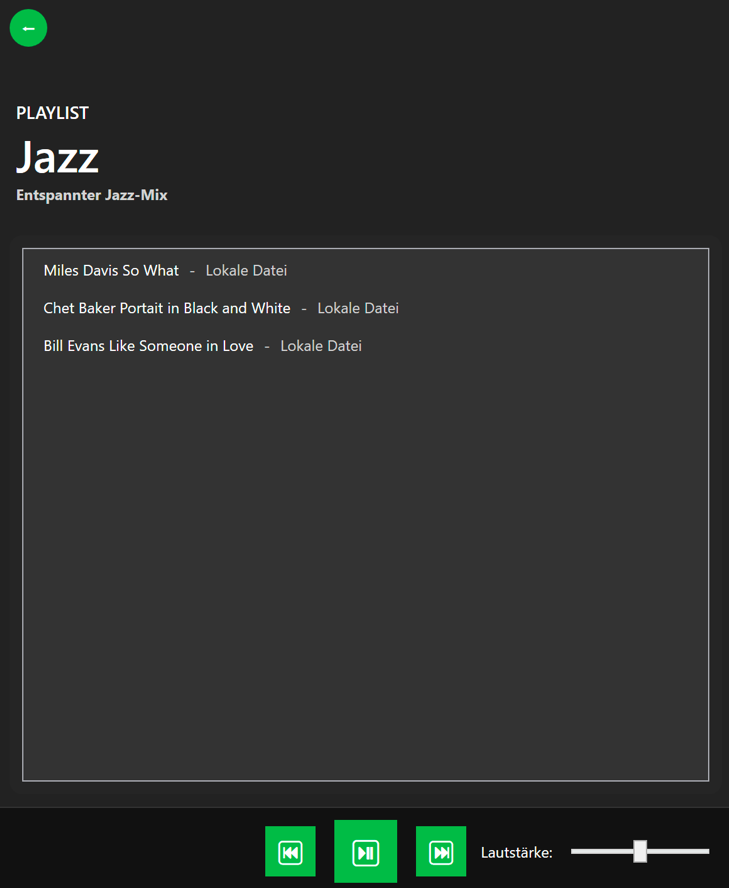 PLAYLIST
Jazz
Entspannter Jazz-Mix
Miles Davis So What - Lokale Datei
Chet Baker Portait in Black and White - Lokale Datei
Bill Evans Like Someone in Love - Lokale Datei
Lautstärke: